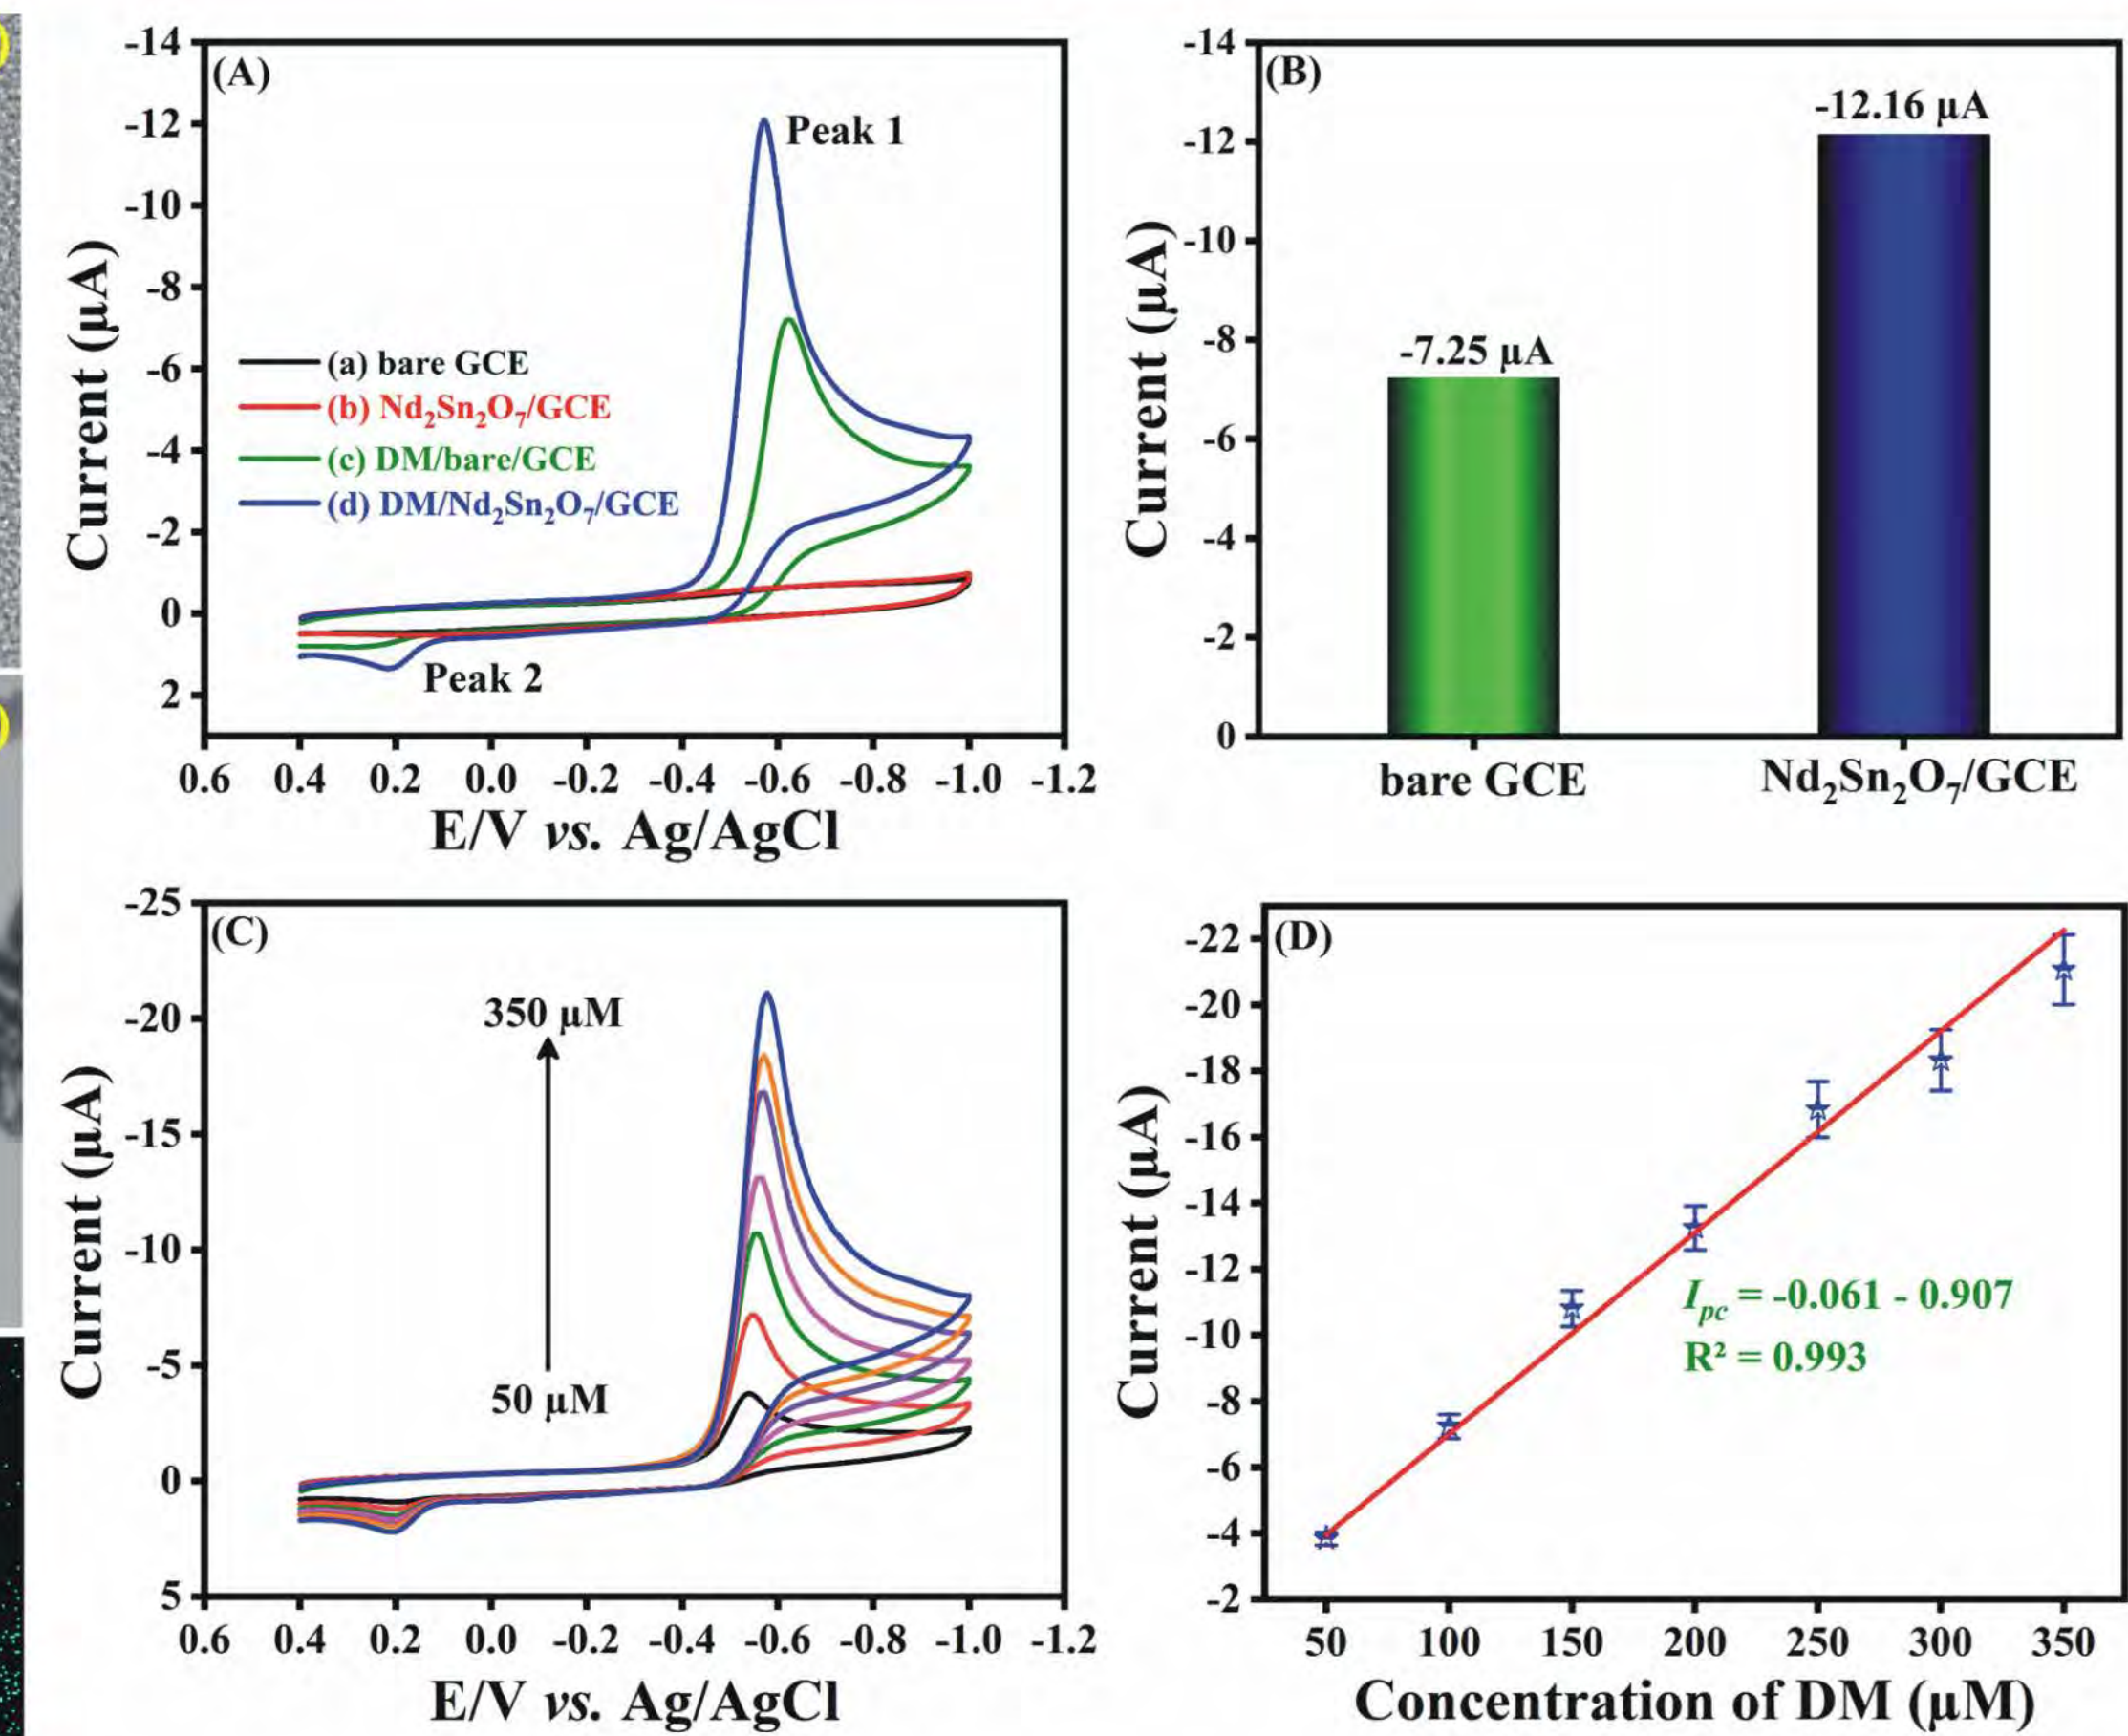 (A)
-14
-12
-10
-8
-6
-4
-2
0
2
Current (µA)
Peak 1
(a) bare GCE
(b) Nd₂Sn₂O₇/GCE
(c) DM/bare/GCE
(d) DM/Nd₂Sn₂O₇/GCE
Peak 2
0.6 0.4 0.2 0.0 -0.2 -0.4 -0.6 -0.8 -1.0 -1.2
E/V vs. Ag/AgCl
(B)
-14
-12
-10
-8
-6
-4
-2
0
Current (µA)
-12.16 µA
-7.25 µA
bare GCE Nd₂Sn₂O₇/GCE
(C)
-25
-20
-15
-10
-5
0
5
Current (µA)
350 µM
50 µM
0.6 0.4 0.2 0.0 -0.2 -0.4 -0.6 -0.8 -1.0 -1.2
E/V vs. Ag/AgCl
(D)
-22
-20
-18
-16
-14
-12
-10
-8
-6
-4
-2
Current (µA)
Ipc = -0.061 - 0.907
R² = 0.993
50 100 150 200 250 300 350
Concentration of DM (µM)